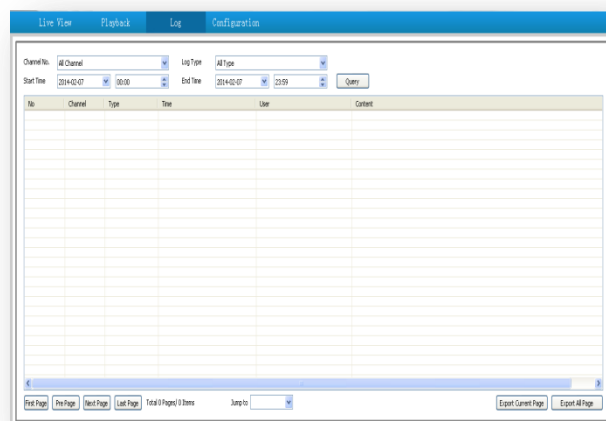 Live View Playback Log Configuration
Channel No. All Channel Log Type All Type
Start Time 2014-02-07 00:00 End Time 2014-02-07 23:59 Query
No Channel Type Time User Content
First Page Pre Page Next Page Last Page Total 0 Pages/ 0 Items Jump to Export Current Page Export All Page